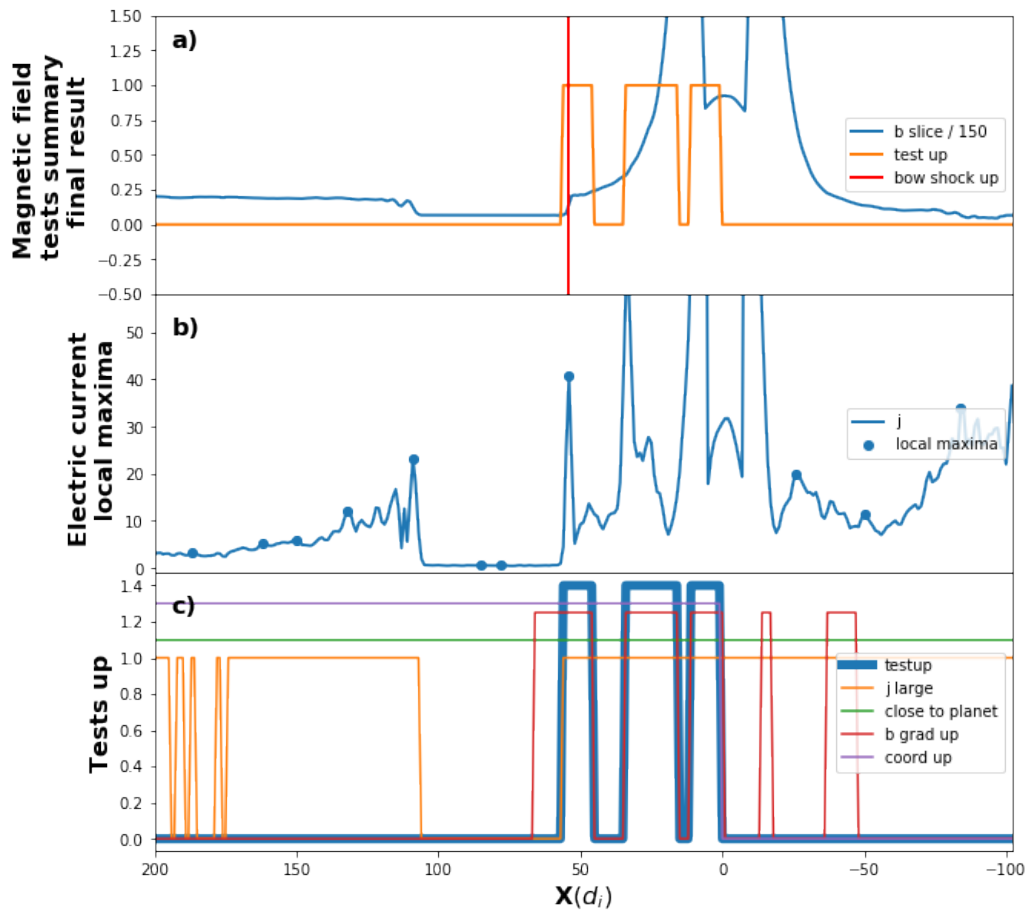 Magnetic field
tests summary
final result
1.50
1.25
1.00
0.75
0.50
0.25
0.00
−0.25
−0.50
a)
b slice / 150
test up
bow shock up
Electric current
local maxima
50
40
30
20
10
0
b)
j
local maxima
Tests up
1.4
1.2
1.0
0.8
0.6
0.4
0.2
0.0
c)
testup
j large
close to planet
b grad up
coord up
200
150
100
50
0
−50
−100
X(d_i)